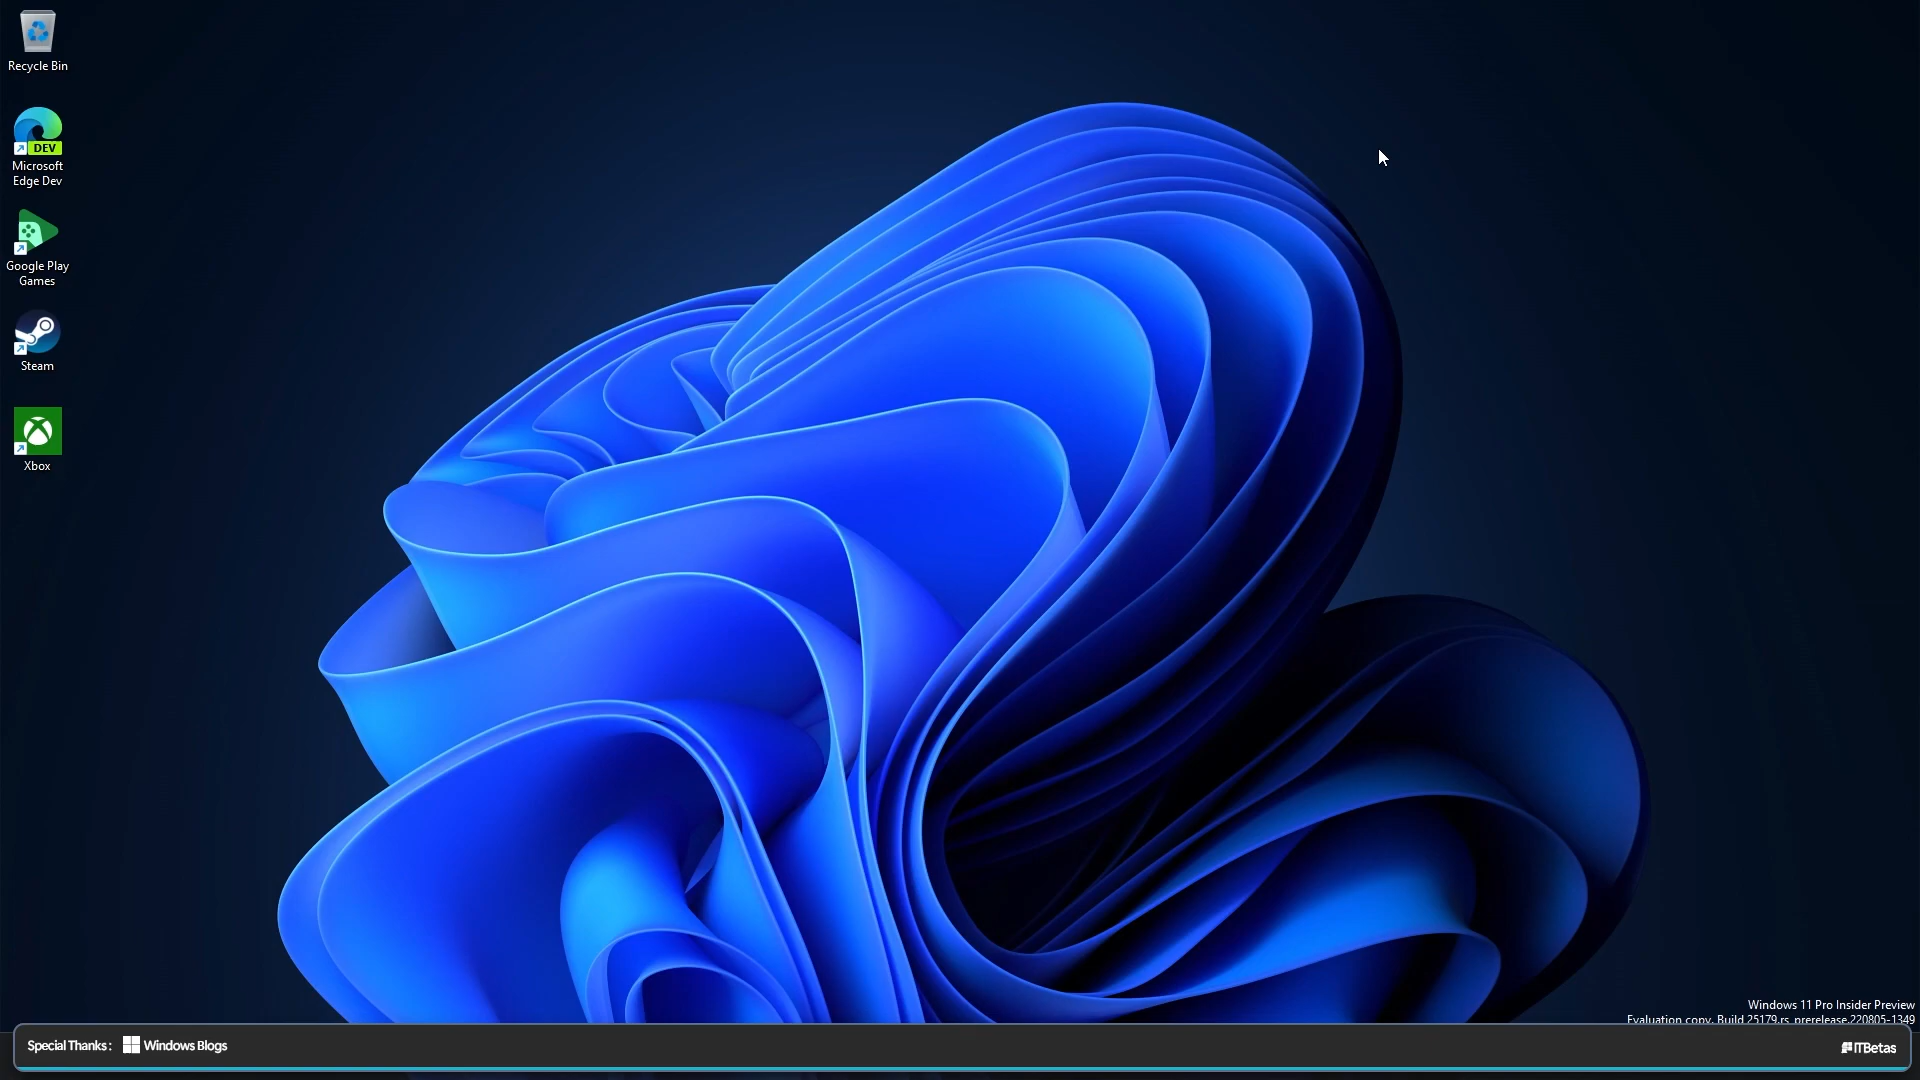 Recycle Bin
DEV
Microsoft
Edge Dev
Google Play
Games
Steam
Xbox
Windows 11 Pro Insider Preview
Evaluation copy. Build 25179.rs_prerelease.220805-1349
Special Thanks: Windows Blogs
ITBetas